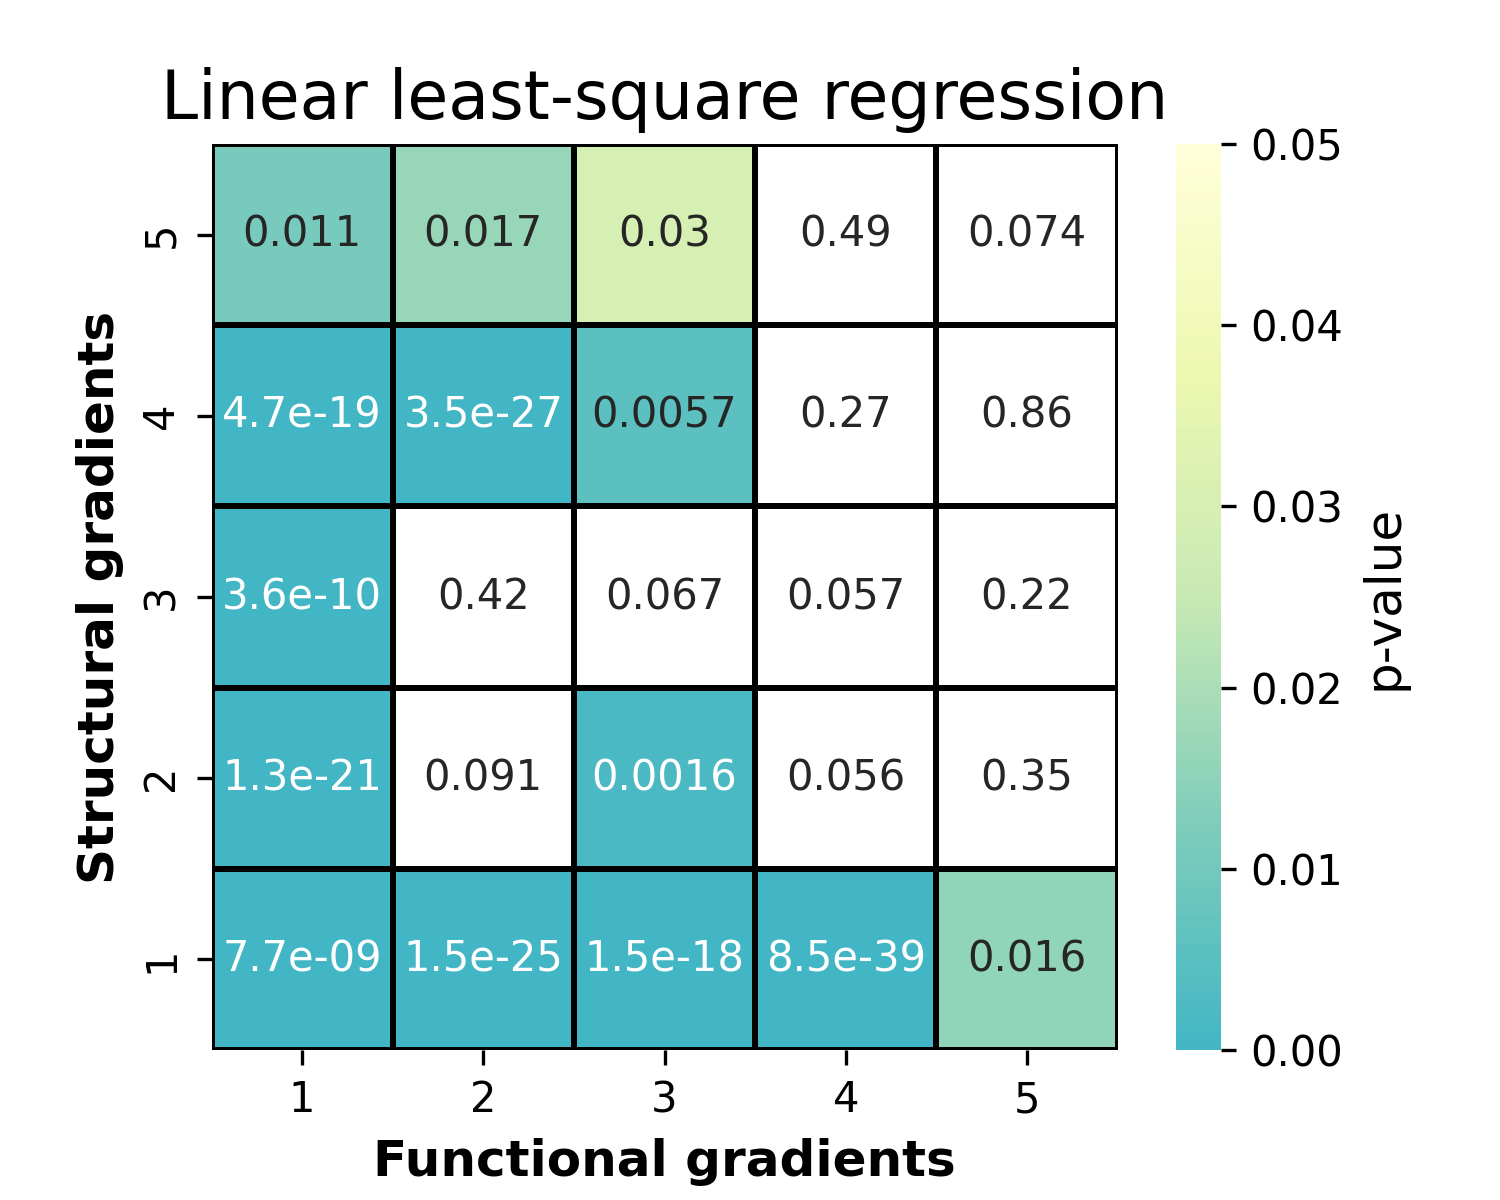 Linear least-square regression
Structural gradients
5
0.011 0.017 0.03 0.49 0.074
4
4.7e-19 3.5e-27 0.0057 0.27 0.86
3
3.6e-10 0.42 0.067 0.057 0.22
2
1.3e-21 0.091 0.0016 0.056 0.35
1
7.7e-09 1.5e-25 1.5e-18 8.5e-39 0.016
1 2 3 4 5
Functional gradients
0.05
0.04
0.03
0.02
0.01
0.00
p-value